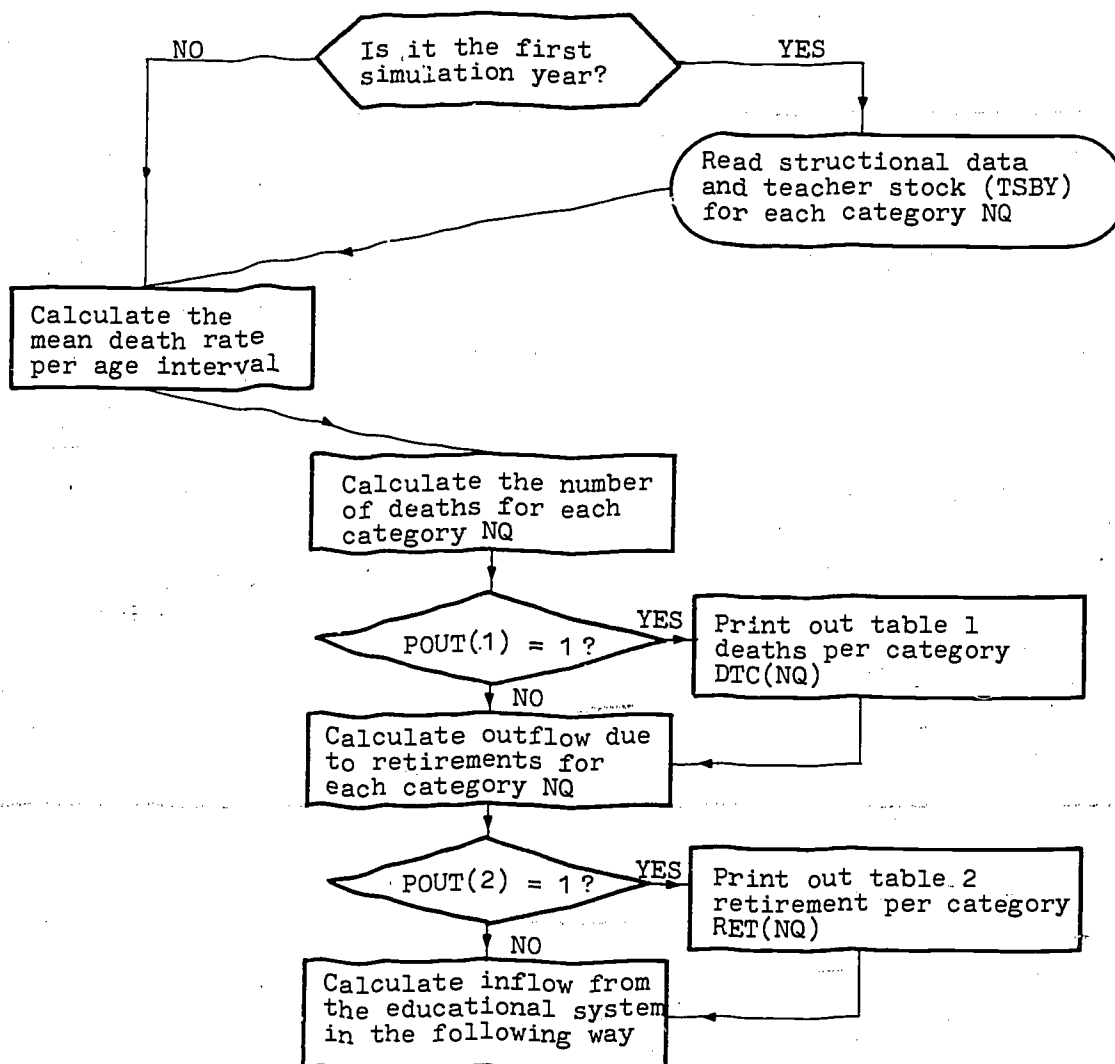 Is it the first
simulation year?
NO
YES
Read structional data
and teacher stock (TSBY)
for each category NQ
Calculate the
mean death rate
per age interval
Calculate the number
of deaths for each
category NQ
POUT(1) = 1?
YES
NO
Print out table 1
deaths per category
DTC(NQ)
Calculate outflow due
to retirements for
each category NQ
POUT(2) = 1?
YES
NO
Print out table 2
retirement per category
RET(NQ)
Calculate inflow from
the educational system
in the following way